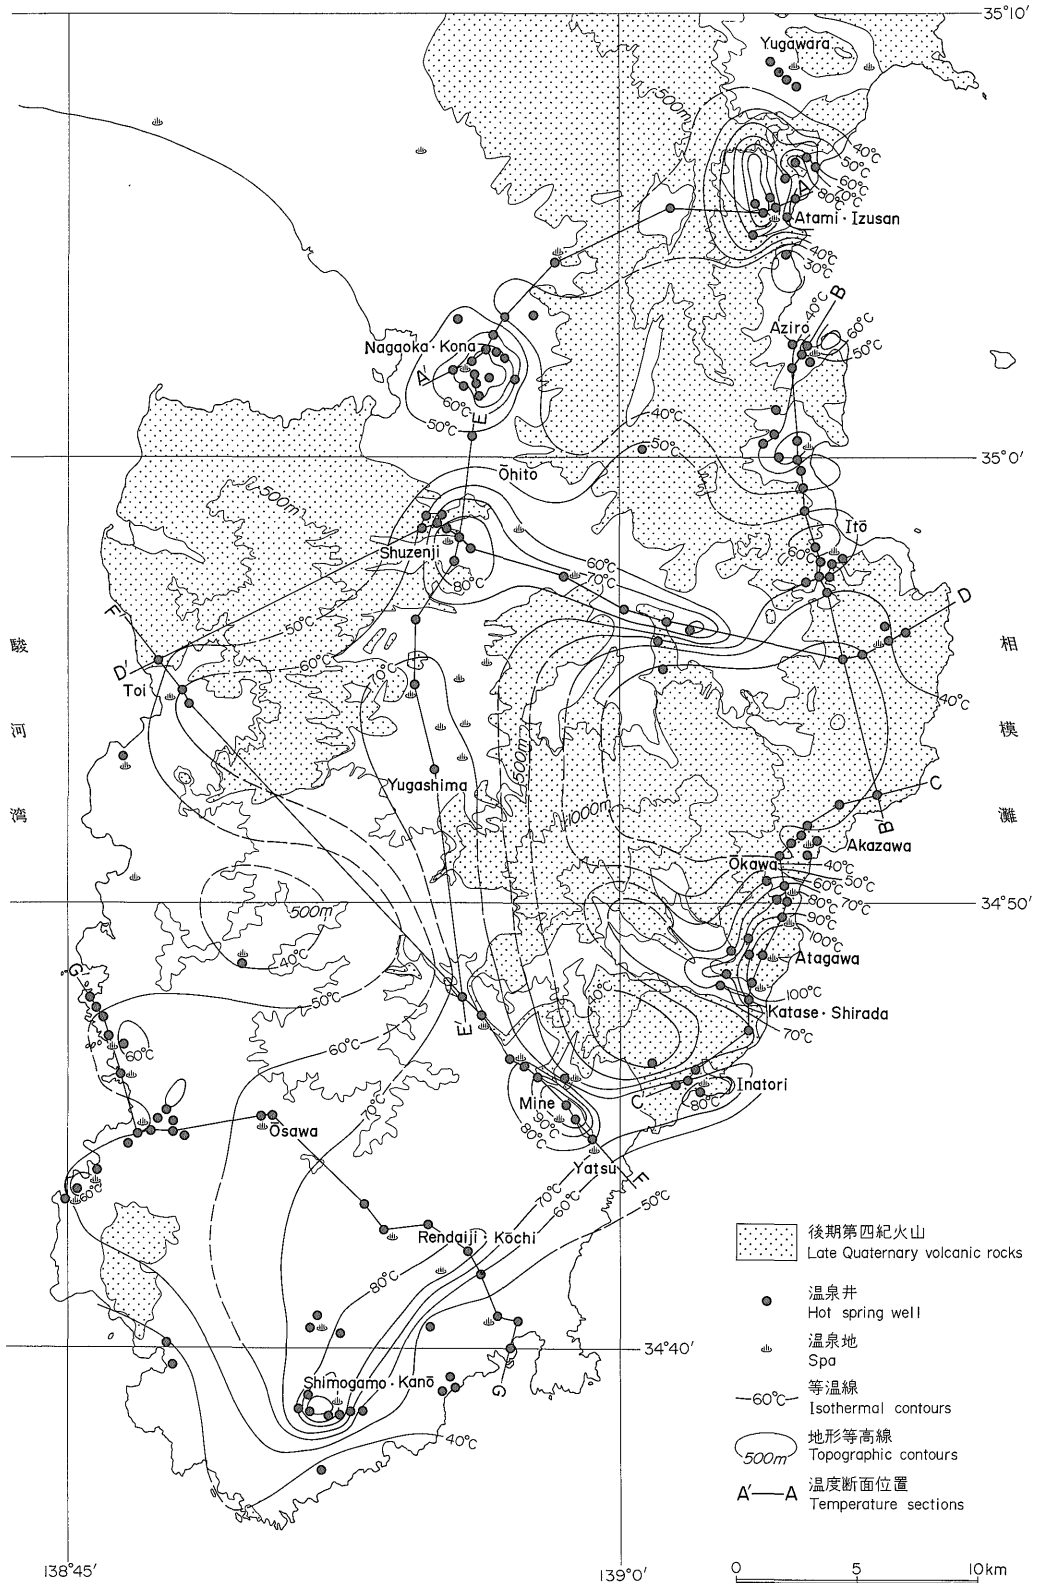 35°10′
Yugawara
500m
40°C
50°C
60°C
70°C
80°C
A
Atami・Izusan
40°C
30°C
B
40°C
Aziro
60°C
50°C
Nagaoka・Kona
A′
60°C
50°C
E
40°C
50°C
35°0′
Ōhito
500m
Itō
60°C
Shuzenji
80°C
60°C
70°C
F′
50°C
D
駿河湾
相模灘
D′
Toi
60°C
70°C
40°C
500m
Yugashima
1000m
C
B′
Akazawa
Ōkawa
40°C
50°C
60°C
80°C
70°C
90°C
34°50′
500m
100°C
40°C
Atagawa
G′
50°C
100°C
Katase・Shirada
E′
70°C
60°C
60°C
70°C
C′
Inatori
80°C
Mine
90°C
80°C
Ōsawa
Yatsu
F
60°C
70°C
60°C
50°C
Rendaiji・Kōchi
80°C
34°40′
Shimogamo・Kanō
G
40°C
後期第四紀火山
Late Quaternary volcanic rocks
温泉井
Hot spring well
温泉地
Spa
—60°C—
等温線
Isothermal contours
500m
地形等高線
Topographic contours
A′—A
温度断面位置
Temperature sections
138°45′
139°0′
0 5 10km